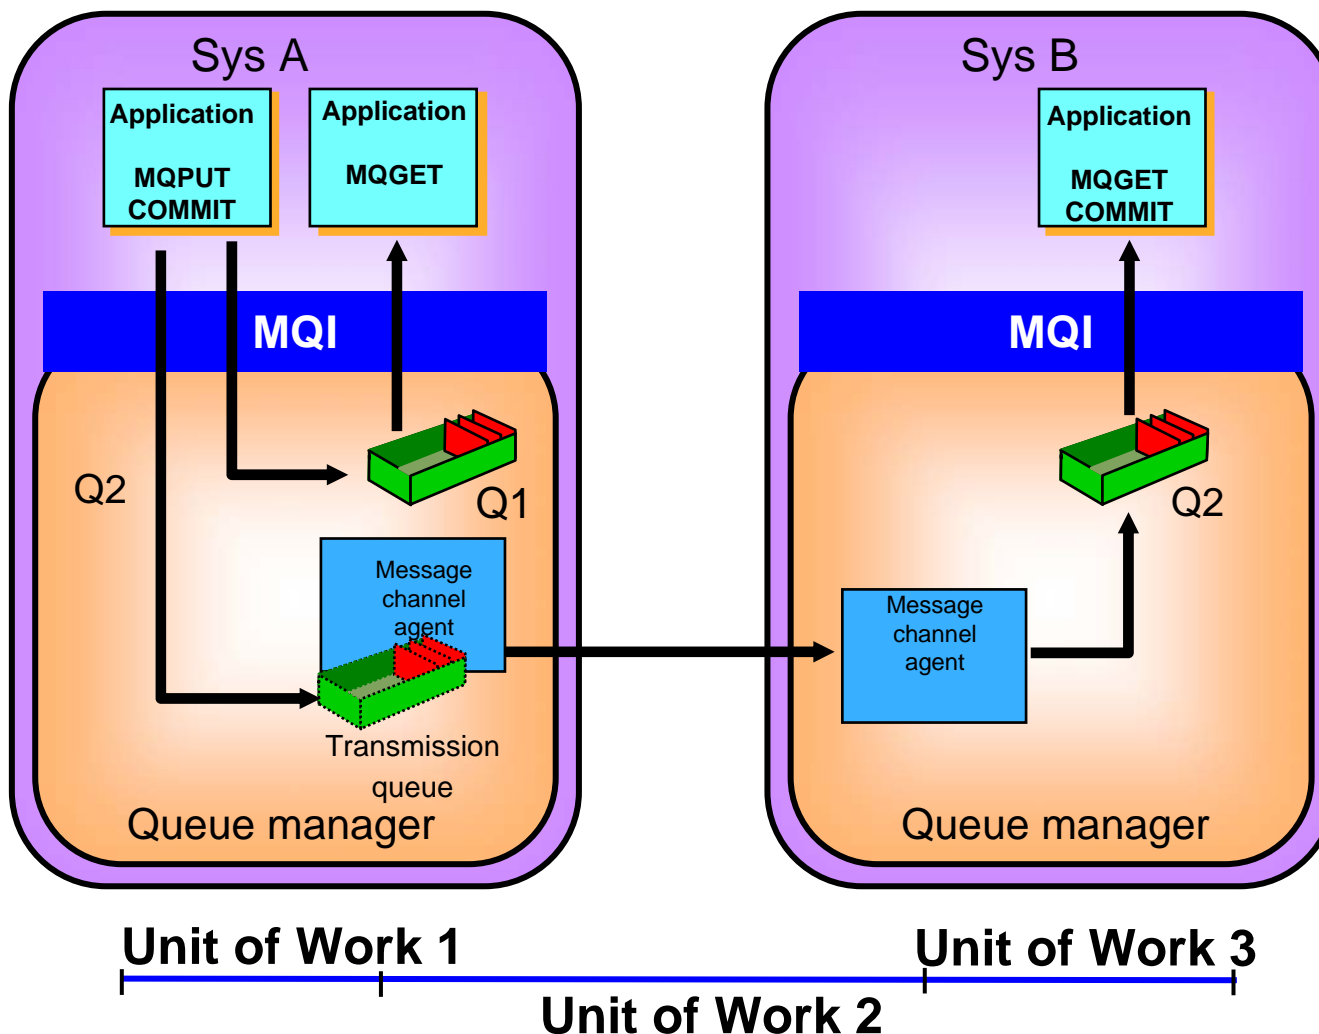 Sys A
Application
MQPUT
COMMIT
Application
MQGET
MQI
Q2
Q1
Message
channel
agent
Transmission
queue
Queue manager
Sys B
Application
MQGET
COMMIT
MQI
Q2
Message
channel
agent
Queue manager
Unit of Work 1
Unit of Work 2
Unit of Work 3